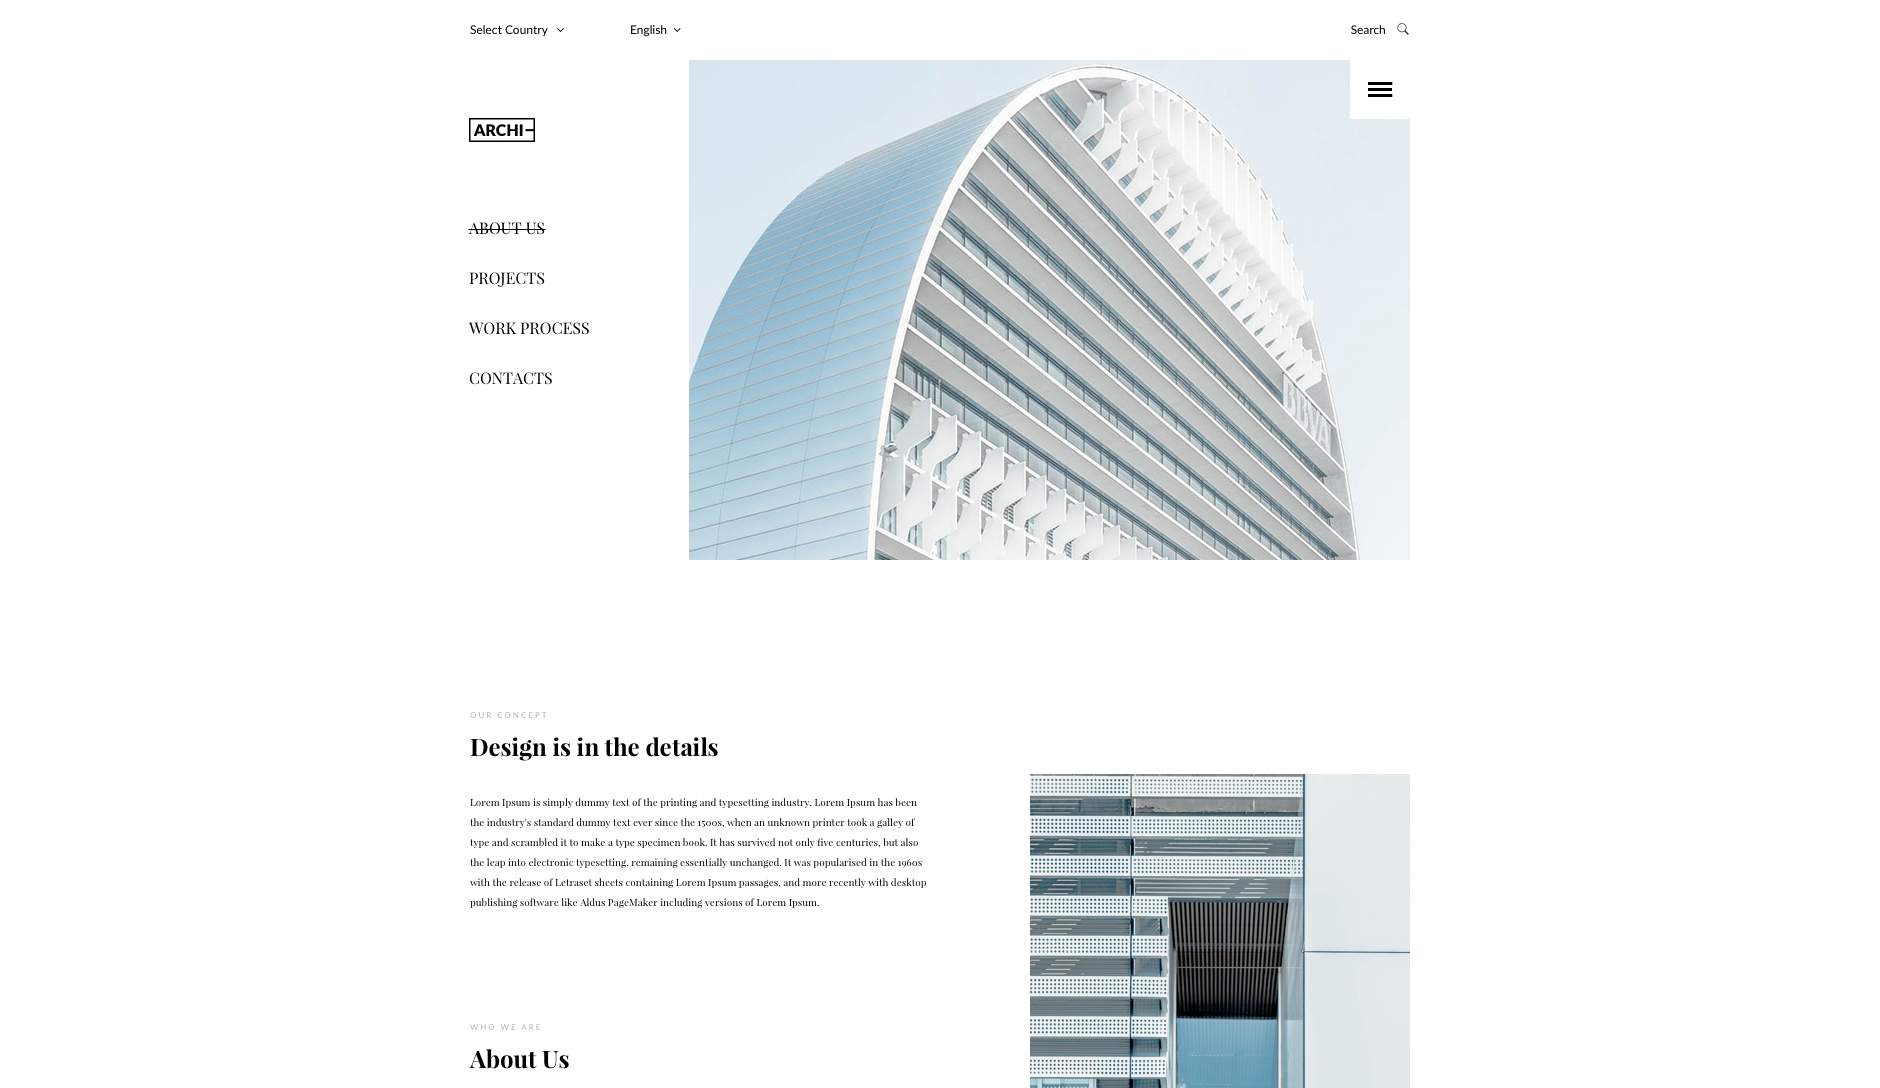 Select Country
English
Search
ARCHI
ABOUT US
PROJECTS
WORK PROCESS
CONTACTS
BBVA
OUR CONCEPT
Design is in the details
Lorem Ipsum is simply dummy text of the printing and typesetting industry. Lorem Ipsum has been
the industry's standard dummy text ever since the 1500s, when an unknown printer took a galley of
type and scrambled it to make a type specimen book. It has survived not only five centuries, but also
the leap into electronic typesetting, remaining essentially unchanged. It was popularised in the 1960s
with the release of Letraset sheets containing Lorem Ipsum passages, and more recently with desktop
publishing software like Aldus PageMaker including versions of Lorem Ipsum.
WHO WE ARE
About Us